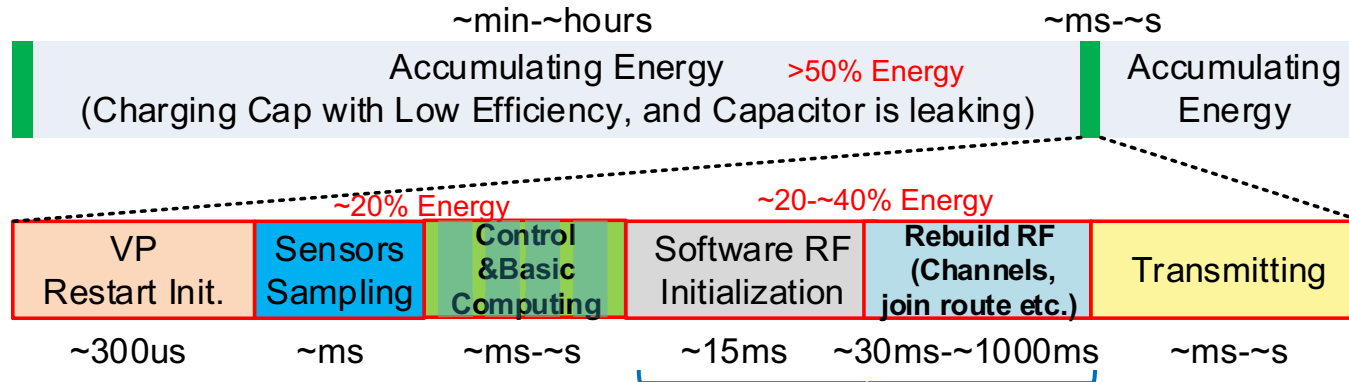 ~min-~hours
~ms-~s
Accumulating Energy >50% Energy
(Charging Cap with Low Efficiency, and Capacitor is leaking)
Accumulating
Energy
~20% Energy
~20-~40% Energy
VP
Restart Init.
Sensors
Sampling
Control
&Basic
Computing
Software RF
Initialization
Rebuild RF
(Channels,
join route etc.)
Transmitting
~300us
~ms
~ms-~s
~15ms
~30ms-~1000ms
~ms-~s